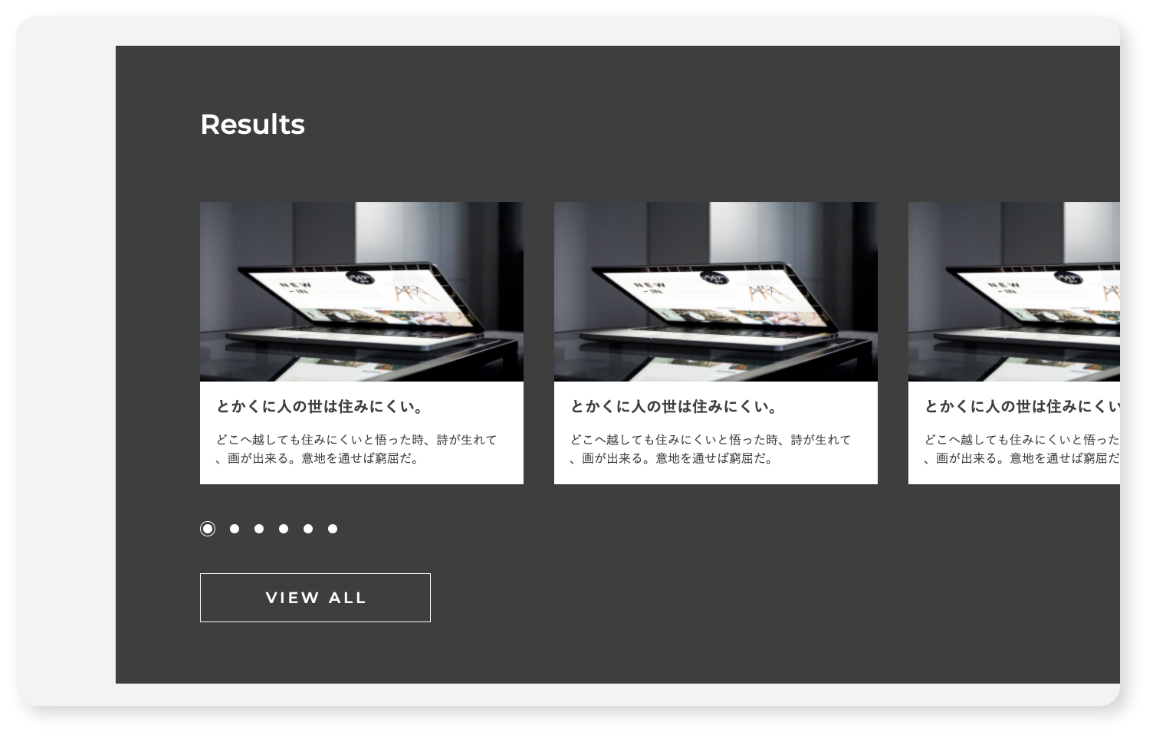 Results
NEW
-IN
NEW
-IN
NEW
-IN
とかくに人の世は住みにくい。
どこへ越しても住みにくいと悟った時、詩が生れて
、画が出来る。意地を通せば窮屈だ。
とかくに人の世は住みにくい。
どこへ越しても住みにくいと悟った時、詩が生れて
、画が出来る。意地を通せば窮屈だ。
とかくに人の世は住みにくい
どこへ越しても住みにくいと悟った
、画が出来る。意地を通せば窮屈だ
VIEW ALL